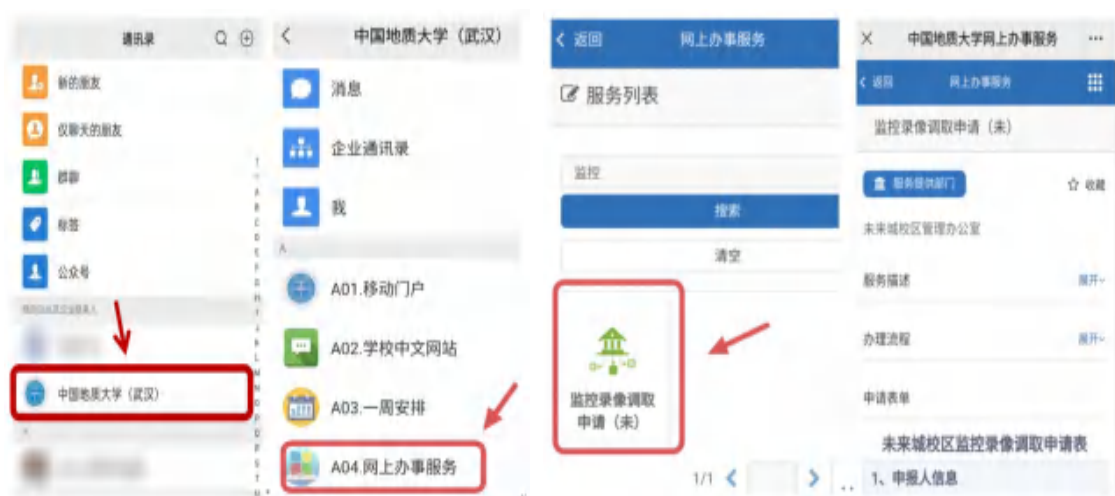 通讯录
新的朋友
仅聊天的朋友
群聊
标签
公众号
中国地质大学（武汉）
中国地质大学（武汉）
消息
企业通讯录
我
A
A01.移动门户
A02.学校中文网站
A03.一周安排
A04.网上办事服务
返回
网上办事服务
服务列表
监控
搜索
清空
监控录像调取
申请（未）
1/1
中国地质大学网上办事服务
返回
网上办事服务
监控录像调取申请（未）
服务提供部门
收藏
未来城校区管理办公室
服务描述
展开
办理流程
展开
申请表单
未来城校区监控录像调取申请表
1、申报人信息